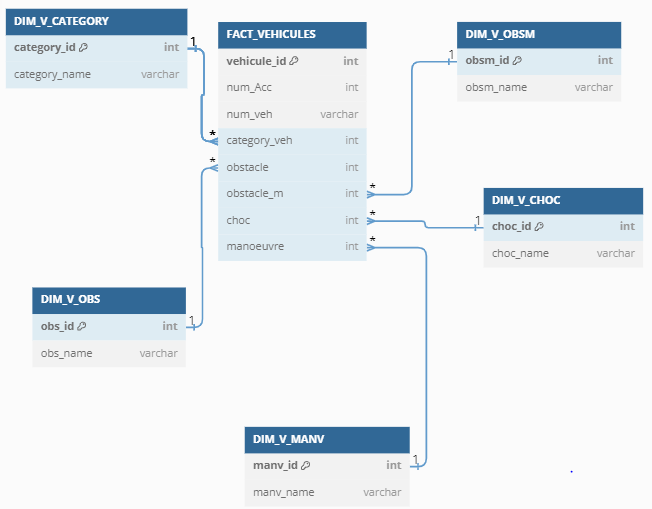 DIM_V_CATEGORY
category_id int
category_name varchar
FACT_VEHICULES
vehicule_id int
num_Acc int
num_veh varchar
category_veh int
obstacle int
obstacle_m int
choc int
manoeuvre int
DIM_V_OBSM
obsm_id int
obsm_name varchar
DIM_V_CHOC
choc_id int
choc_name varchar
DIM_V_OBS
obs_id int
obs_name varchar
DIM_V_MANV
manv_id int
manv_name varchar
1
*
*
1
1
*
*
1
*
1